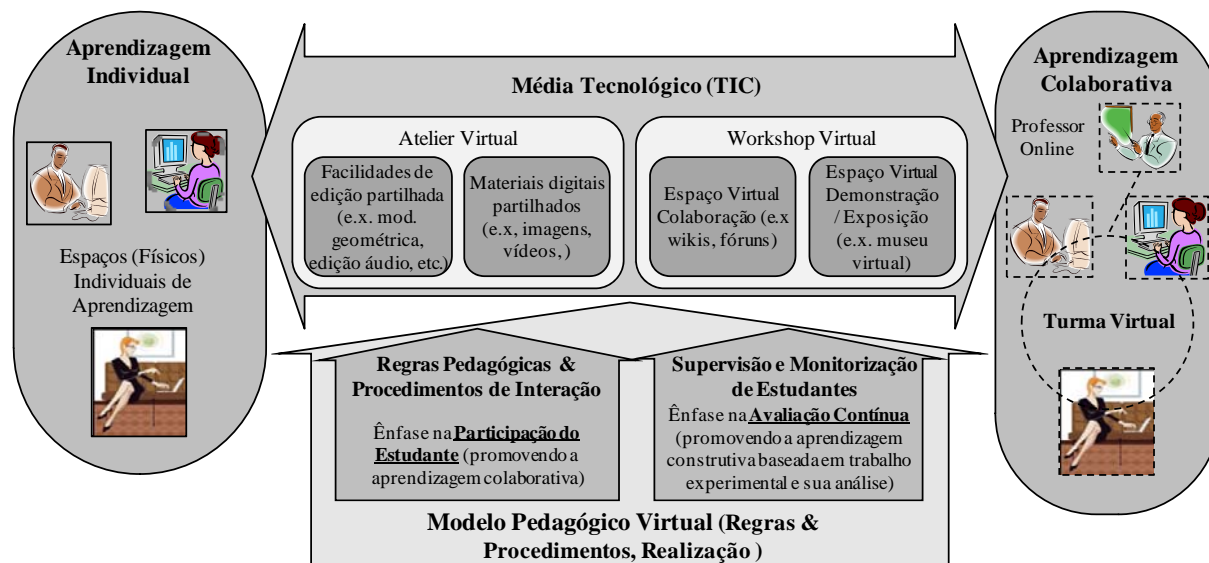 Aprendizagem
Individual
Espaços (Físicos)
Individuais de
Aprendizagem
Média Tecnológico (TIC)
Atelier Virtual
Facilidades de
edição partilhada
(e.x. mod.
geométrica,
edição áudio, etc.)
Materiais digitais
partilhados
(e.x, imagens,
vídeos, )
Workshop Virtual
Espaço Virtual
Colaboração (e.x
wikis, fóruns)
Espaço Virtual
Demonstração
/ Exposição
(e.x. museu
virtual)
Regras Pedagógicas &
Procedimentos de Interação
Ênfase na Participação do
Estudante (promovendo a
aprendizagem colaborativa)
Supervisão e Monitorização
de Estudantes
Ênfase na Avaliação Contínua
(promovendo a aprendizagem
construtiva baseada em trabalho
experimental e sua análise)
Modelo Pedagógico Virtual (Regras &
Procedimentos, Realização )
Aprendizagem
Colaborativa
Professor
Online
Turma Virtual